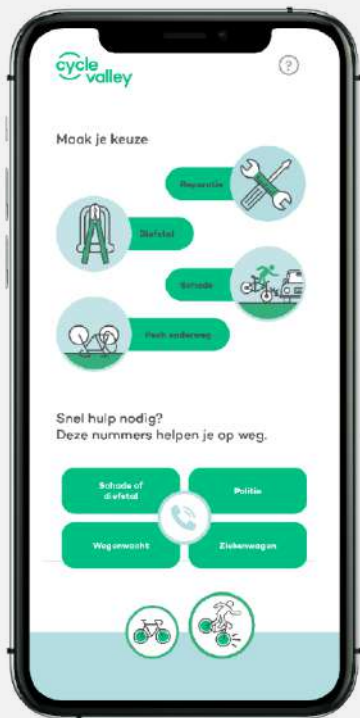 cycle
valley
?
Maak je keuze
Reparatie
Diefstal
Schade
Pech onderweg
Snel hulp nodig?
Deze nummers helpen je op weg.
Schade of
diefstal
Politie
Wegenwacht
Ziekenwagen